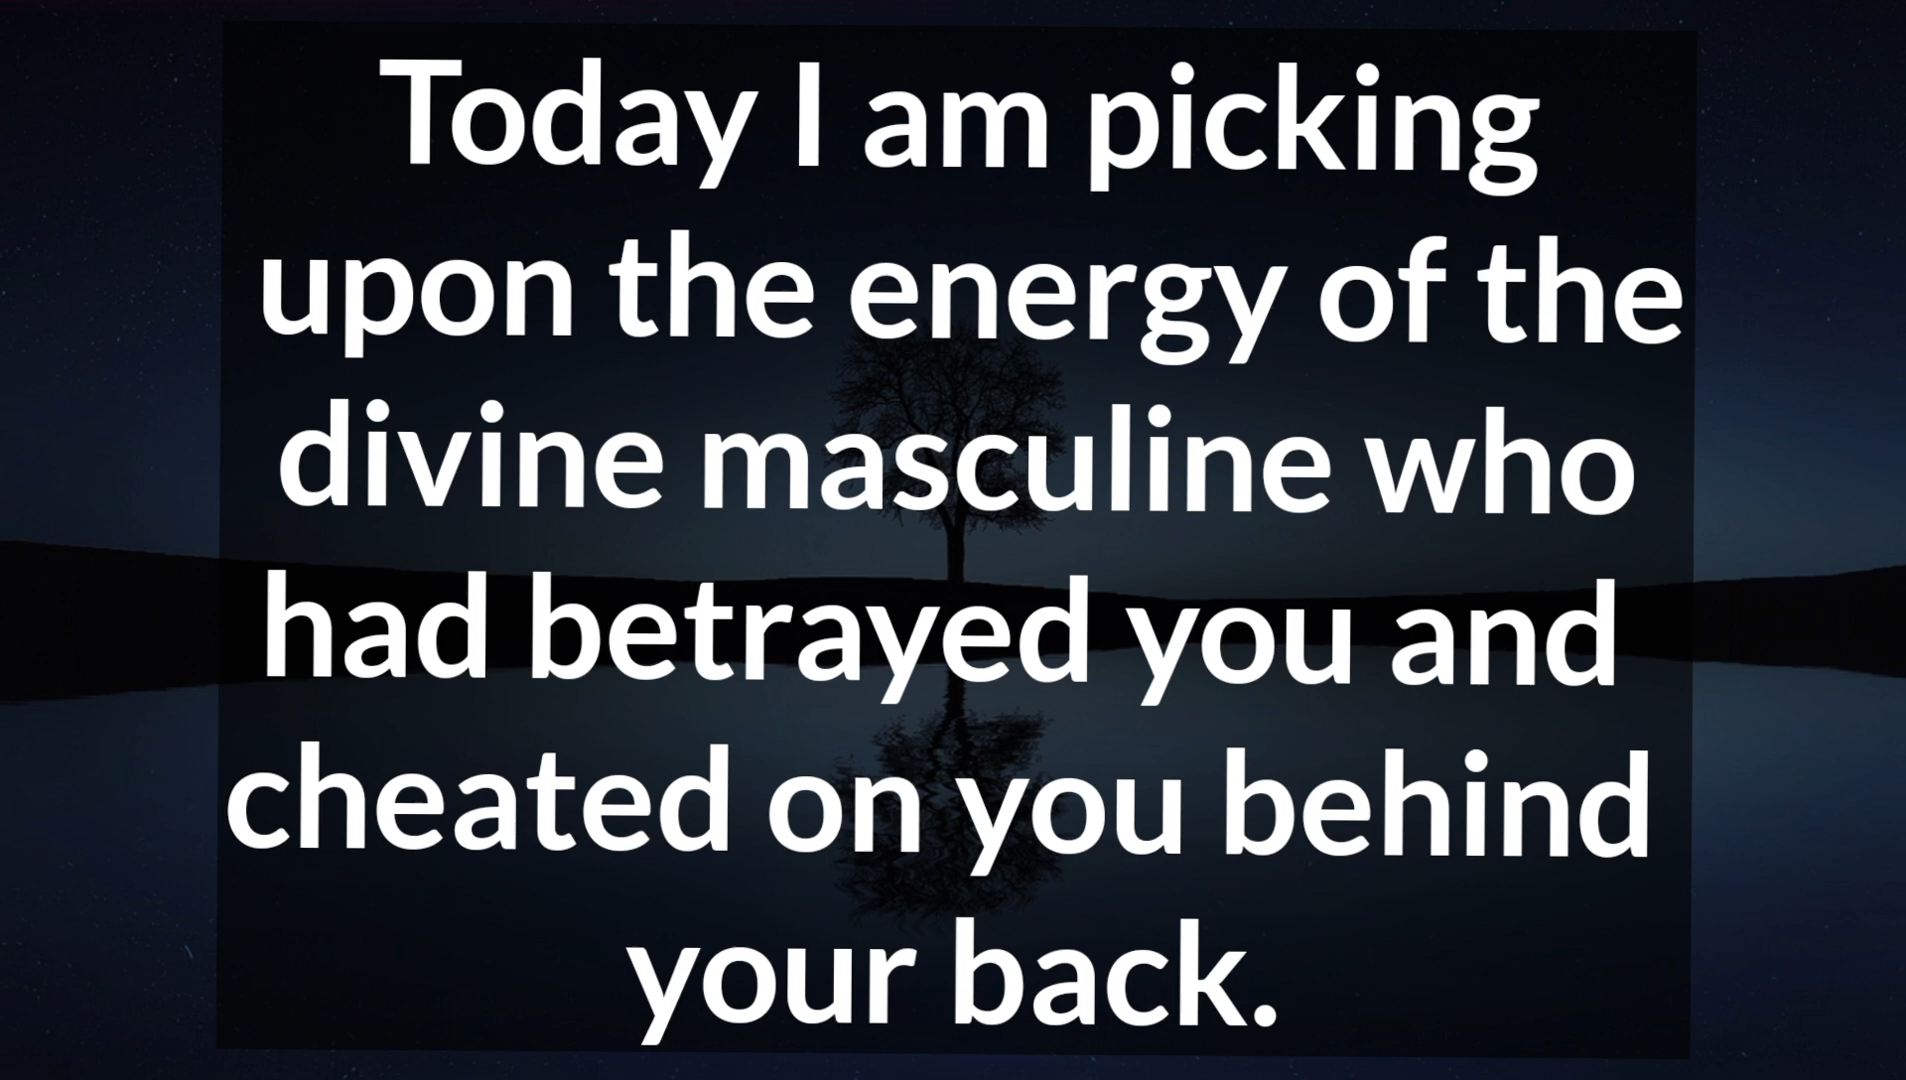 Today I am picking
upon the energy of the
divine masculine who
had betrayed you and
cheated on you behind
your back.